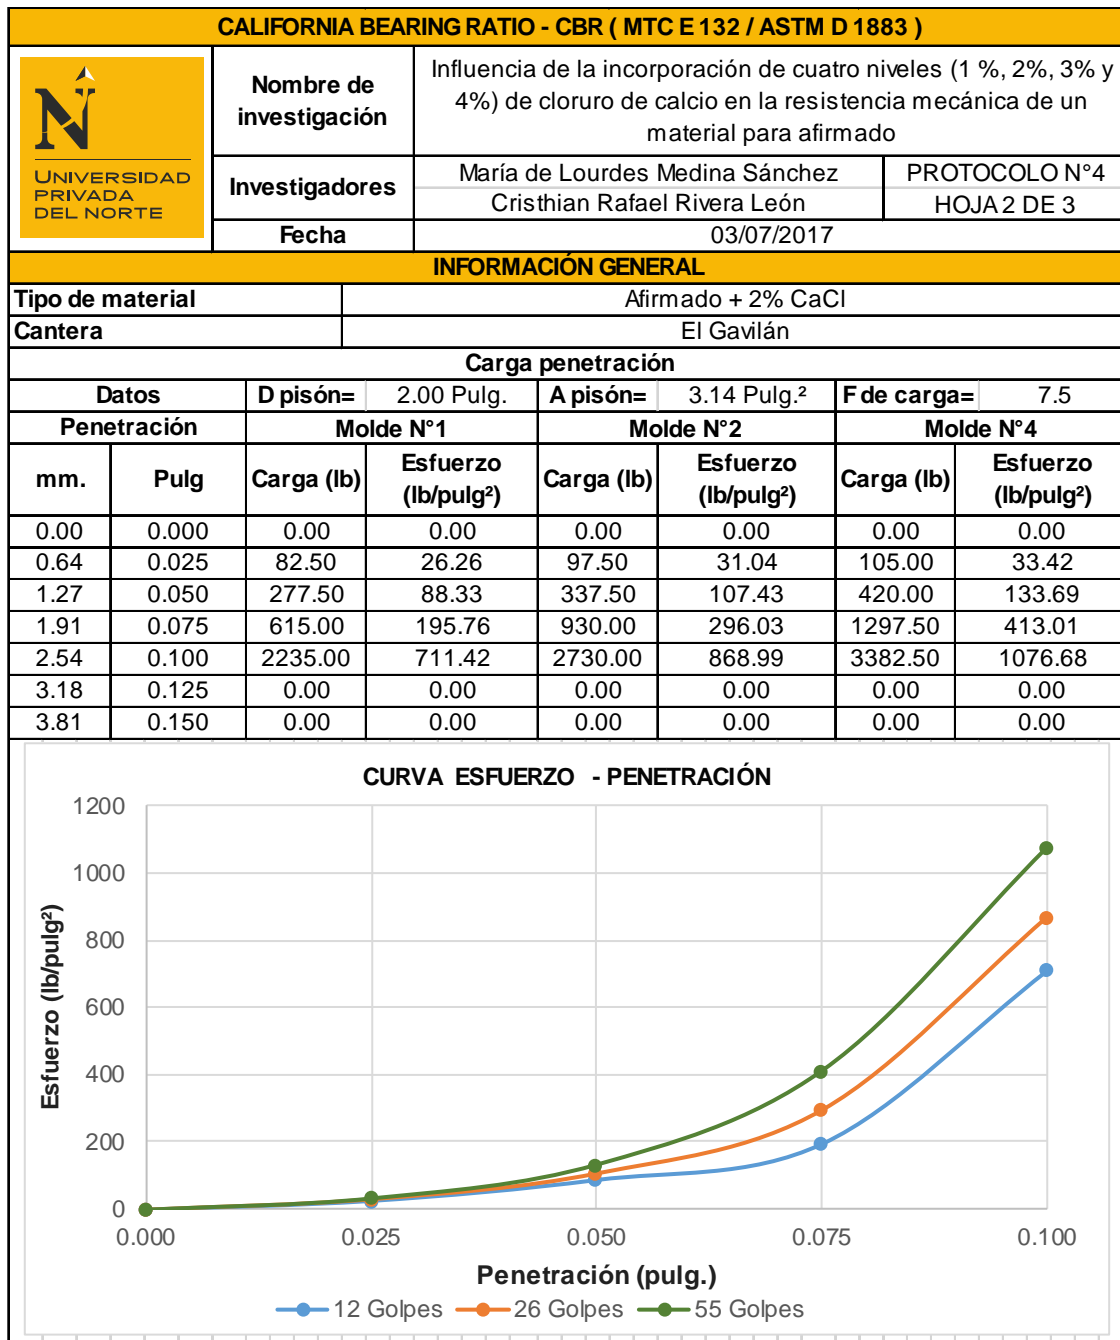 CALIFORNIA BEARING RATIO - CBR ( MTC E 132 / ASTM D 1883 )
N
UNIVERSIDAD
PRIVADA
DEL NORTE
Nombre de
investigación
Influencia de la incorporación de cuatro niveles (1 %, 2%, 3% y
4%) de cloruro de calcio en la resistencia mecánica de un
material para afirmado
Investigadores
María de Lourdes Medina Sánchez
Cristhian Rafael Rivera León
PROTOCOLO N°4
HOJA 2 DE 3
Fecha 03/07/2017
INFORMACIÓN GENERAL
Tipo de material Afirmado + 2% CaCl
Cantera El Gavilán
Carga penetración
Datos D pisón= 2.00 Pulg. A pisón= 3.14 Pulg.² F de carga= 7.5
Penetración Molde N°1 Molde N°2 Molde N°4
mm. Pulg Carga (lb) Esfuerzo (lb/pulg²) Carga (lb) Esfuerzo (lb/pulg²) Carga (lb) Esfuerzo (lb/pulg²)
0.00 0.000 0.00 0.00 0.00 0.00 0.00 0.00
0.64 0.025 82.50 26.26 97.50 31.04 105.00 33.42
1.27 0.050 277.50 88.33 337.50 107.43 420.00 133.69
1.91 0.075 615.00 195.76 930.00 296.03 1297.50 413.01
2.54 0.100 2235.00 711.42 2730.00 868.99 3382.50 1076.68
3.18 0.125 0.00 0.00 0.00 0.00 0.00 0.00
3.81 0.150 0.00 0.00 0.00 0.00 0.00 0.00
CURVA ESFUERZO - PENETRACIÓN
Esfuerzo (lb/pulg²)
1200
1000
800
600
400
200
0
0.000 0.025 0.050 0.075 0.100
Penetración (pulg.)
12 Golpes 26 Golpes 55 Golpes